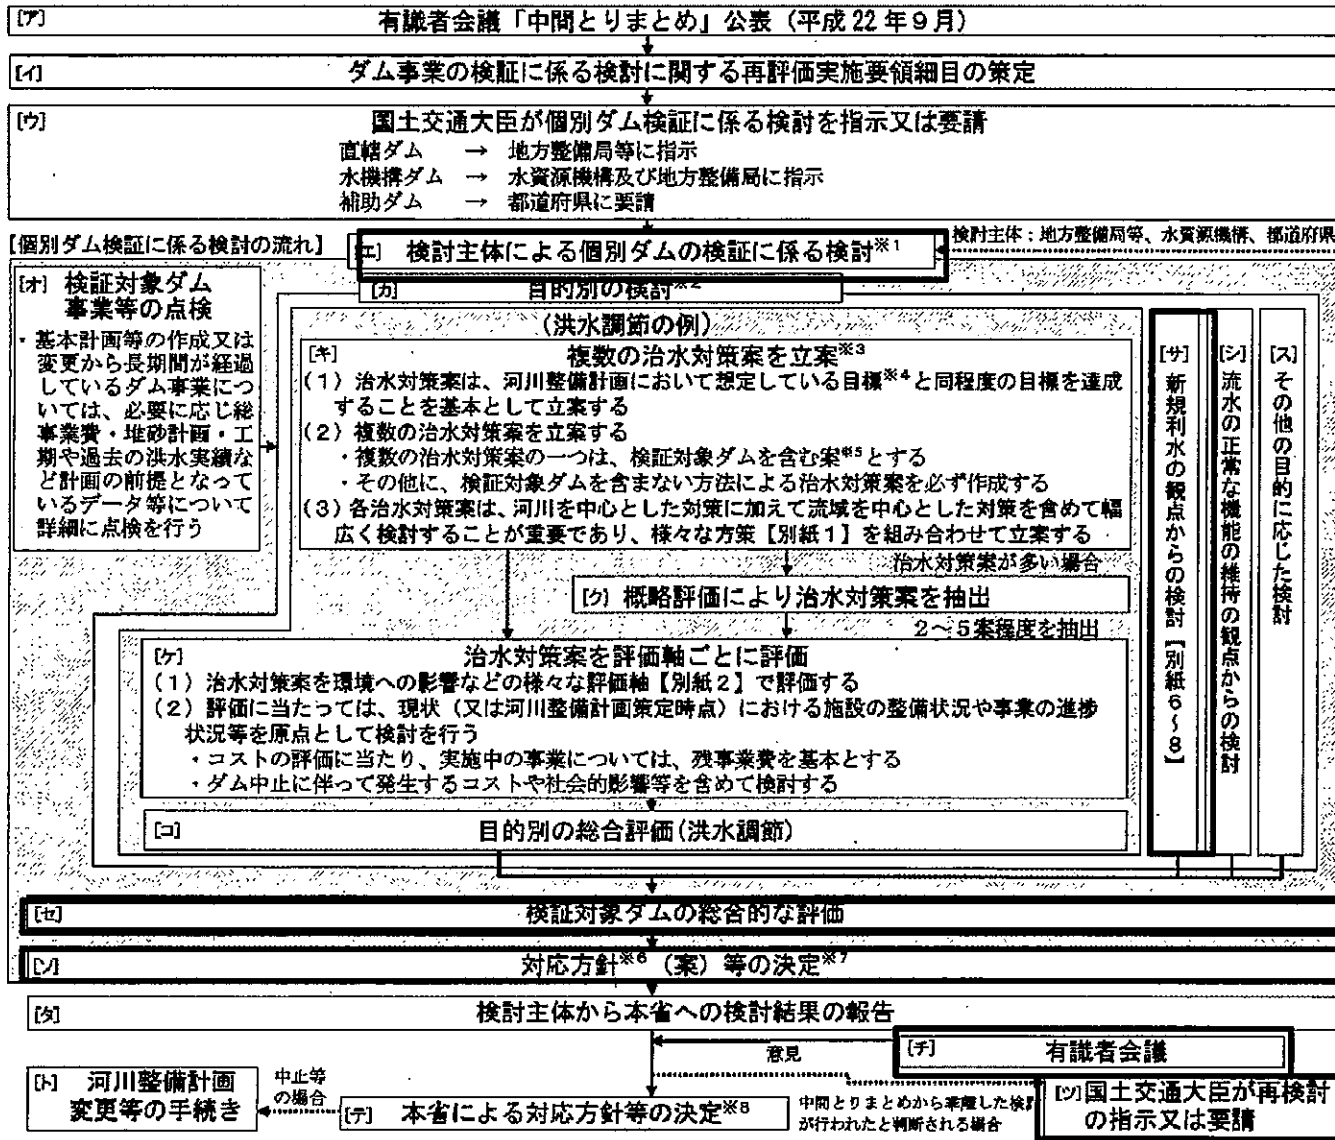 [ア] 有識者会議「中間とりまとめ」公表（平成22年9月）
[イ] ダム事業の検証に係る検討に関する再評価実施要領細目の策定
[ウ] 国土交通大臣が個別ダム検証に係る検討を指示又は要請
直轄ダム → 地方整備局等に指示
水機構ダム → 水資源機構及び地方整備局に指示
補助ダム → 都道府県に要請
【個別ダム検証に係る検討の流れ】
[エ] 検討主体による個別ダムの検証に係る検討※1
検討主体：地方整備局等、水資源機構、都道府県
[オ] 検証対象ダム
事業等の点検
・基本計画等の作成又は
変更から長期間が経過
しているダム事業につ
いては、必要に応じ総
事業費・堆砂計画・工
期や過去の洪水実績な
ど計画の前提となって
いるデータ等について
詳細に点検を行う
[カ] 目的別の検討※2
（洪水調節の例）
[キ] 複数の治水対策案を立案※3
（1）治水対策案は、河川整備計画において想定している目標※4と同程度の目標を達成
することを基本として立案する
（2）複数の治水対策案を立案する
・複数の治水対策案の一つは、検証対象ダムを含む案※5とする
・その他に、検証対象ダムを含まない方法による治水対策案を必ず作成する
（3）各治水対策案は、河川を中心とした対策に加えて流域を中心とした対策を含めて幅
広く検討することが重要であり、様々な方策【別紙1】を組み合わせて立案する
治水対策案が多い場合
[ク] 概略評価により治水対策案を抽出
2～5案程度を抽出
[ケ] 治水対策案を評価軸ごとに評価
（1）治水対策案を環境への影響などの様々な評価軸【別紙2】で評価する
（2）評価に当たっては、現状（又は河川整備計画策定時点）における施設の整備状況や事業の進捗
状況等を原点として検討を行う
・コストの評価に当たり、実施中の事業については、残事業費を基本とする
・ダム中止に伴って発生するコストや社会的影響等を含めて検討する
[コ] 目的別の総合評価(洪水調節)
[サ] 新規利水の観点からの検討【別紙6～8】
[シ] 流水の正常な機能の維持の観点からの検討
[ス] その他の目的に応じた検討
[セ] 検証対象ダムの総合的な評価
[ソ] 対応方針※6（案）等の決定※7
[タ] 検討主体から本省への検討結果の報告
意見
[チ] 有識者会議
[ト] 河川整備計画
変更等の手続き
中止等
の場合
[テ] 本省による対応方針等の決定※8
中間とりまとめから乖離した検討
が行われたと判断される場合
[ツ]国土交通大臣が再検討
の指示又は要請